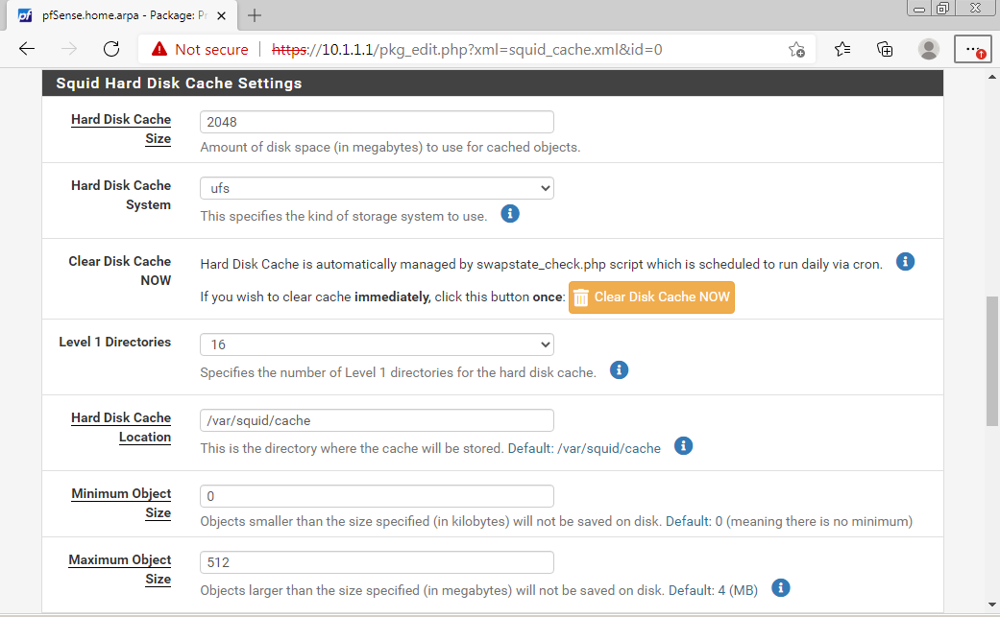 pfSense.home.arpa - Package: Pr
Not secure | https://10.1.1.1/pkg_edit.php?xml=squid_cache.xml&id=0
Squid Hard Disk Cache Settings
Hard Disk Cache Size
2048
Amount of disk space (in megabytes) to use for cached objects.
Hard Disk Cache System
ufs
This specifies the kind of storage system to use.
Clear Disk Cache NOW
Hard Disk Cache is automatically managed by swapstate_check.php script which is scheduled to run daily via cron.
If you wish to clear cache immediately, click this button once: Clear Disk Cache NOW
Level 1 Directories
16
Specifies the number of Level 1 directories for the hard disk cache.
Hard Disk Cache Location
/var/squid/cache
This is the directory where the cache will be stored. Default: /var/squid/cache
Minimum Object Size
0
Objects smaller than the size specified (in kilobytes) will not be saved on disk. Default: 0 (meaning there is no minimum)
Maximum Object Size
512
Objects larger than the size specified (in megabytes) will not be saved on disk. Default: 4 (MB)